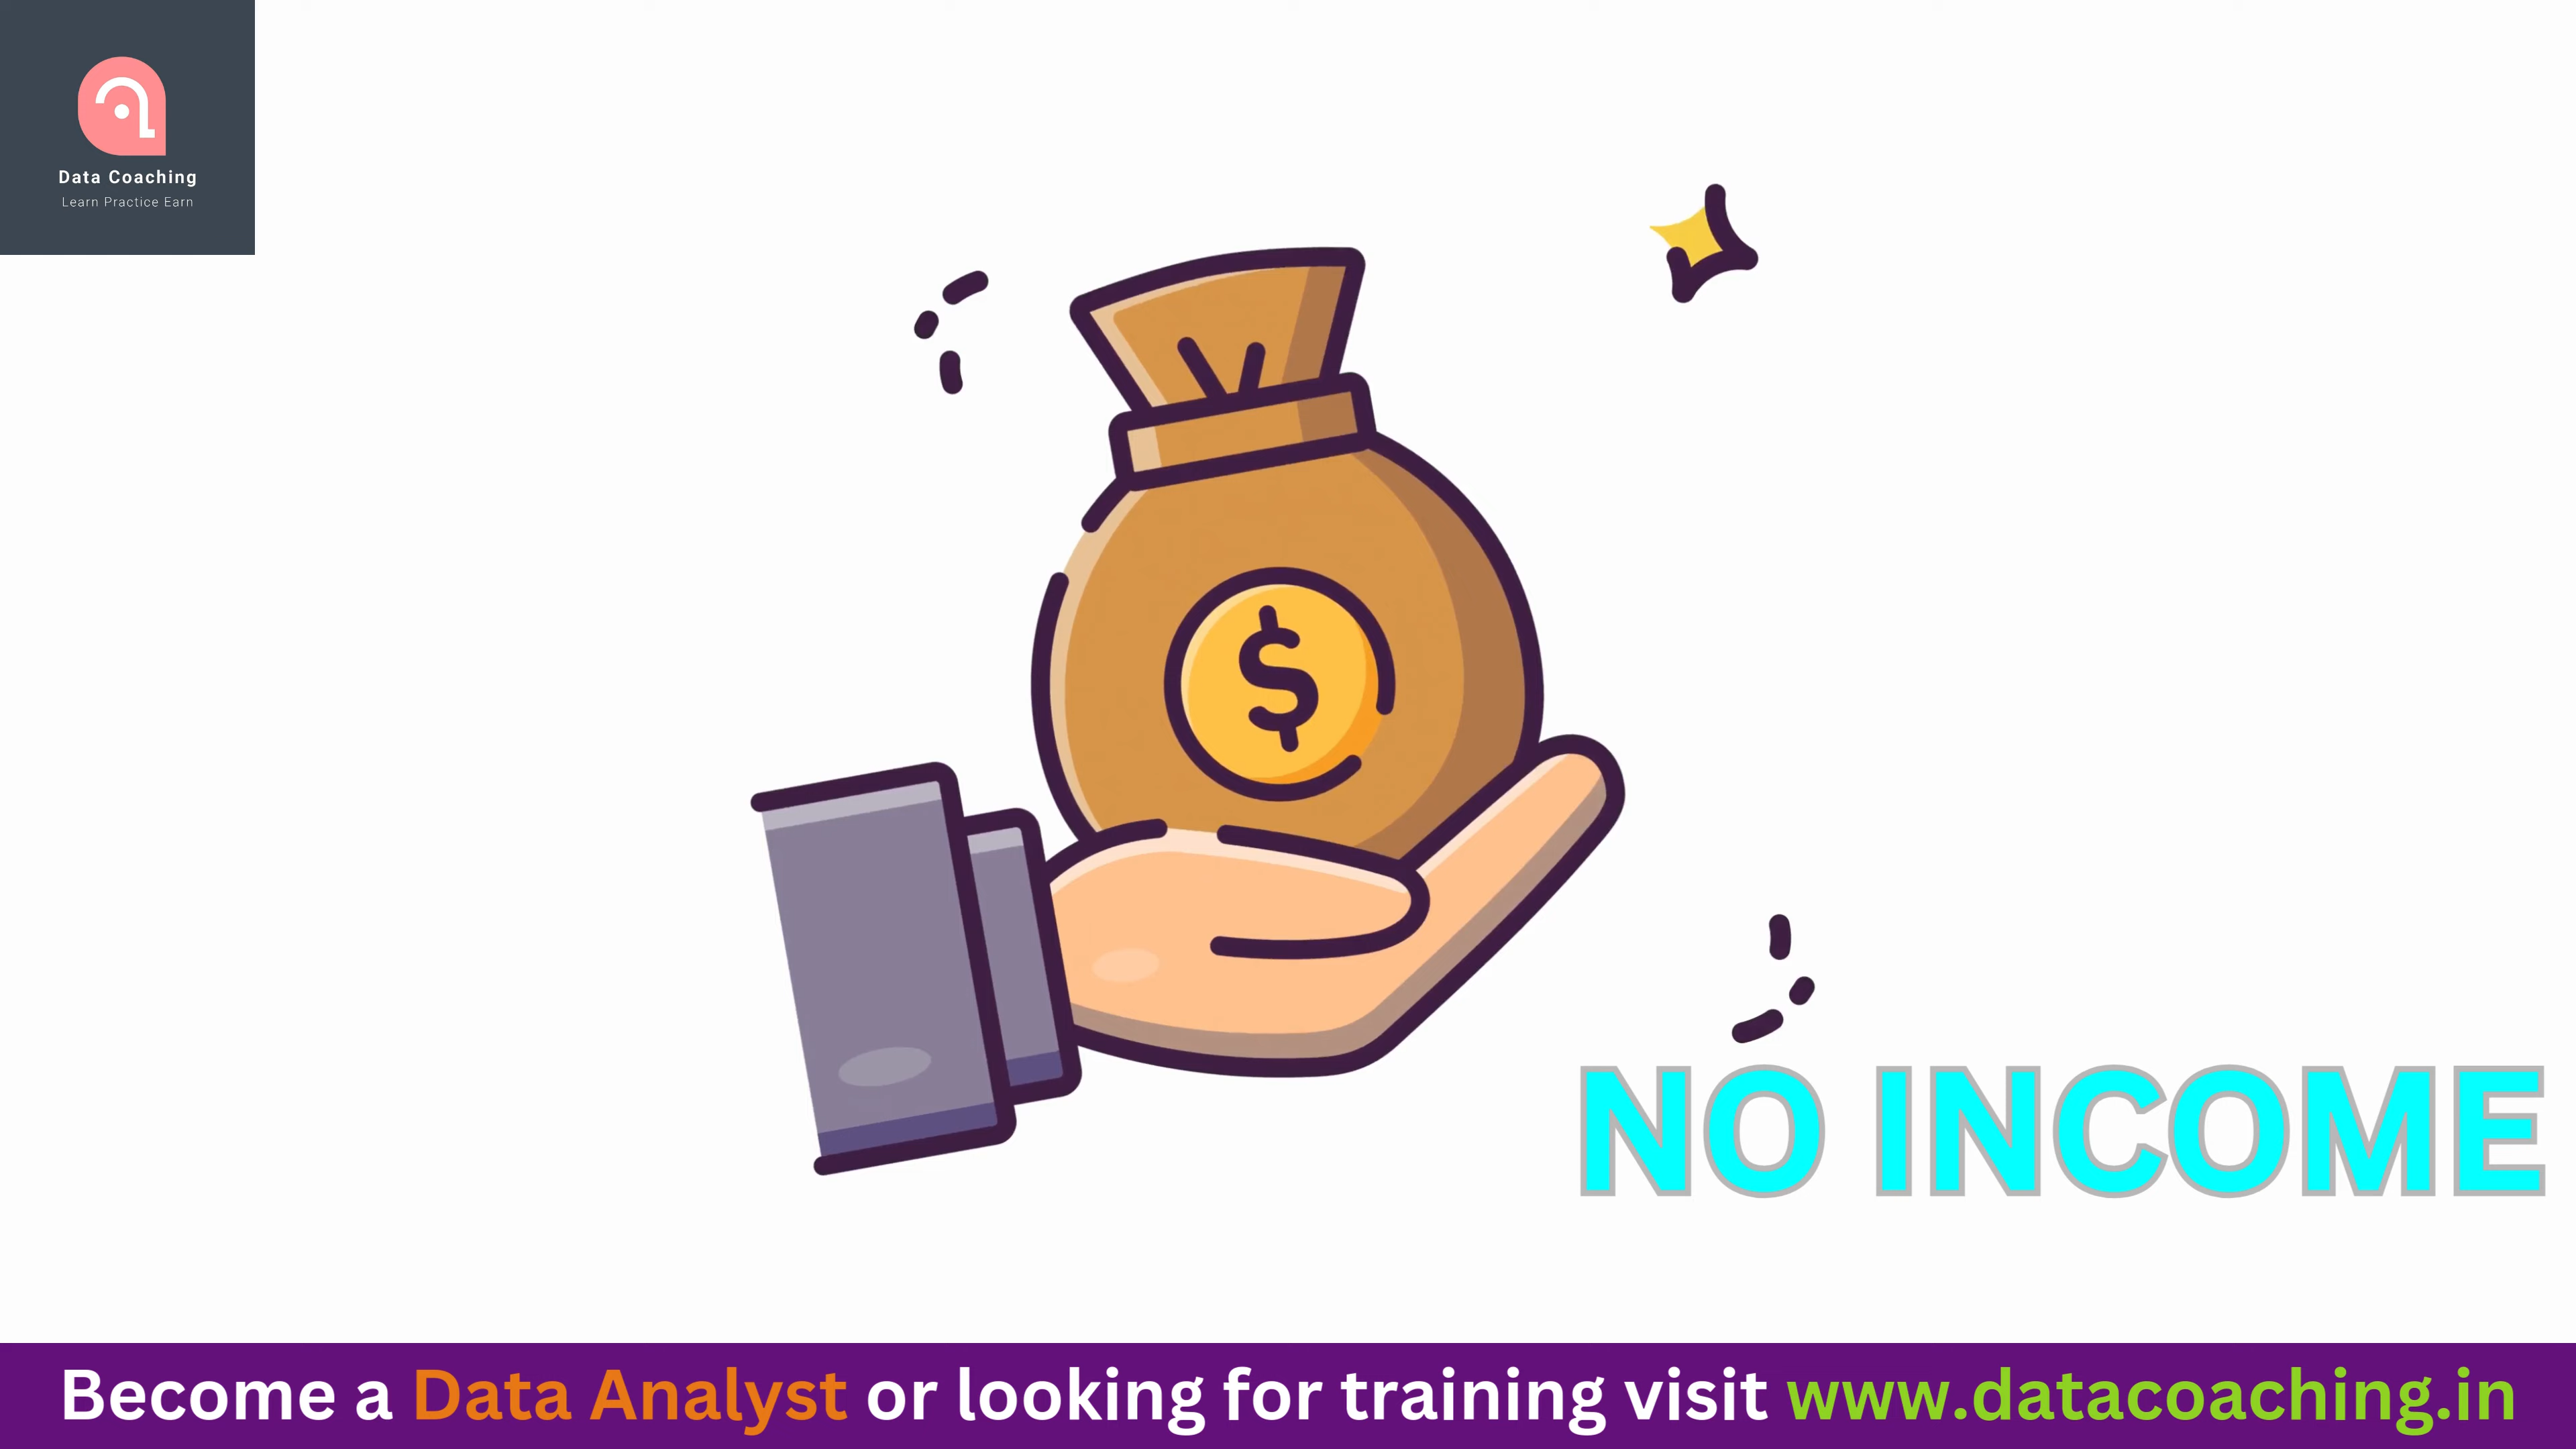 Data Coaching
Learn Practice Earn
$
NO INCOME
Become a Data Analyst or looking for training visit www.datacoaching.in